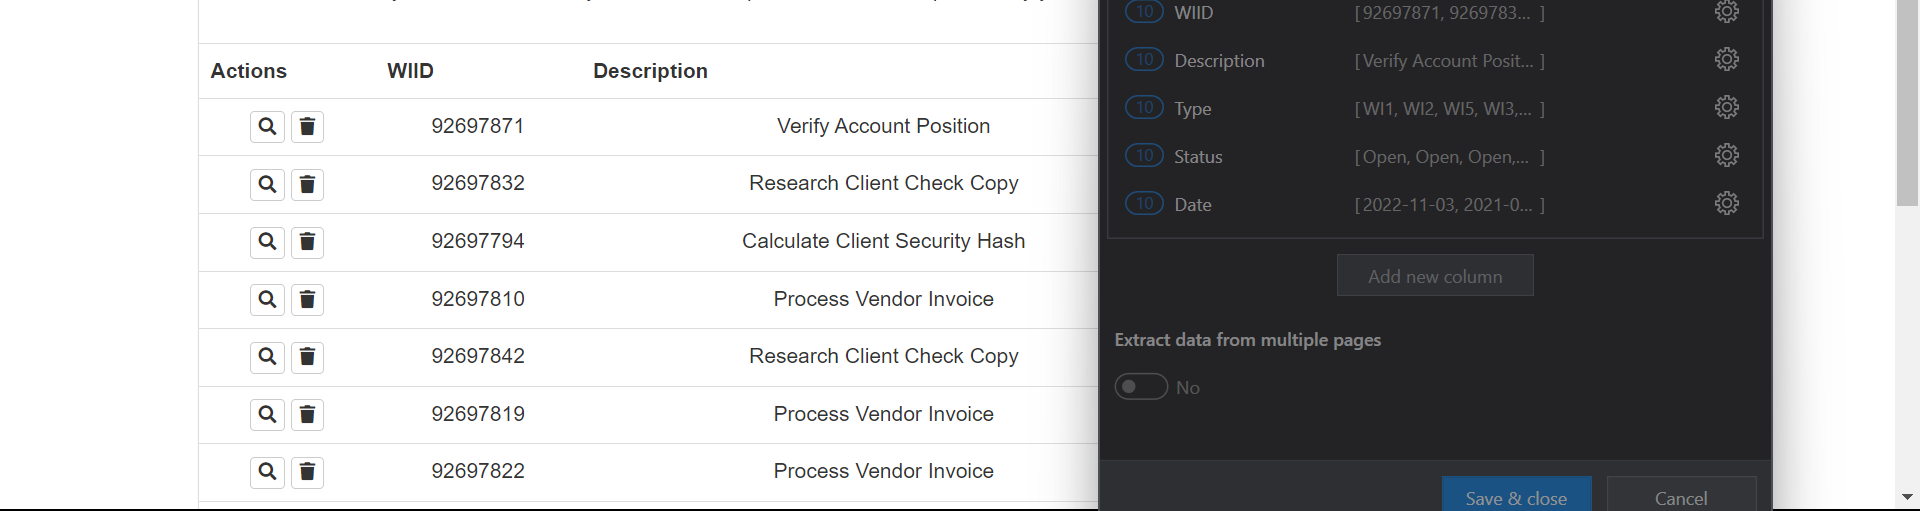 Actions WIID Description
92697871 Verify Account Position
92697832 Research Client Check Copy
92697794 Calculate Client Security Hash
92697810 Process Vendor Invoice
92697842 Research Client Check Copy
92697819 Process Vendor Invoice
92697822 Process Vendor Invoice
10 WIID [ 92697871, 9269783... ]
10 Description [ Verify Account Posit... ]
10 Type [ WI1, WI2, WI5, WI3,... ]
10 Status [ Open, Open, Open,... ]
10 Date [ 2022-11-03, 2021-0... ]
Add new column
Extract data from multiple pages
No
Save & close Cancel